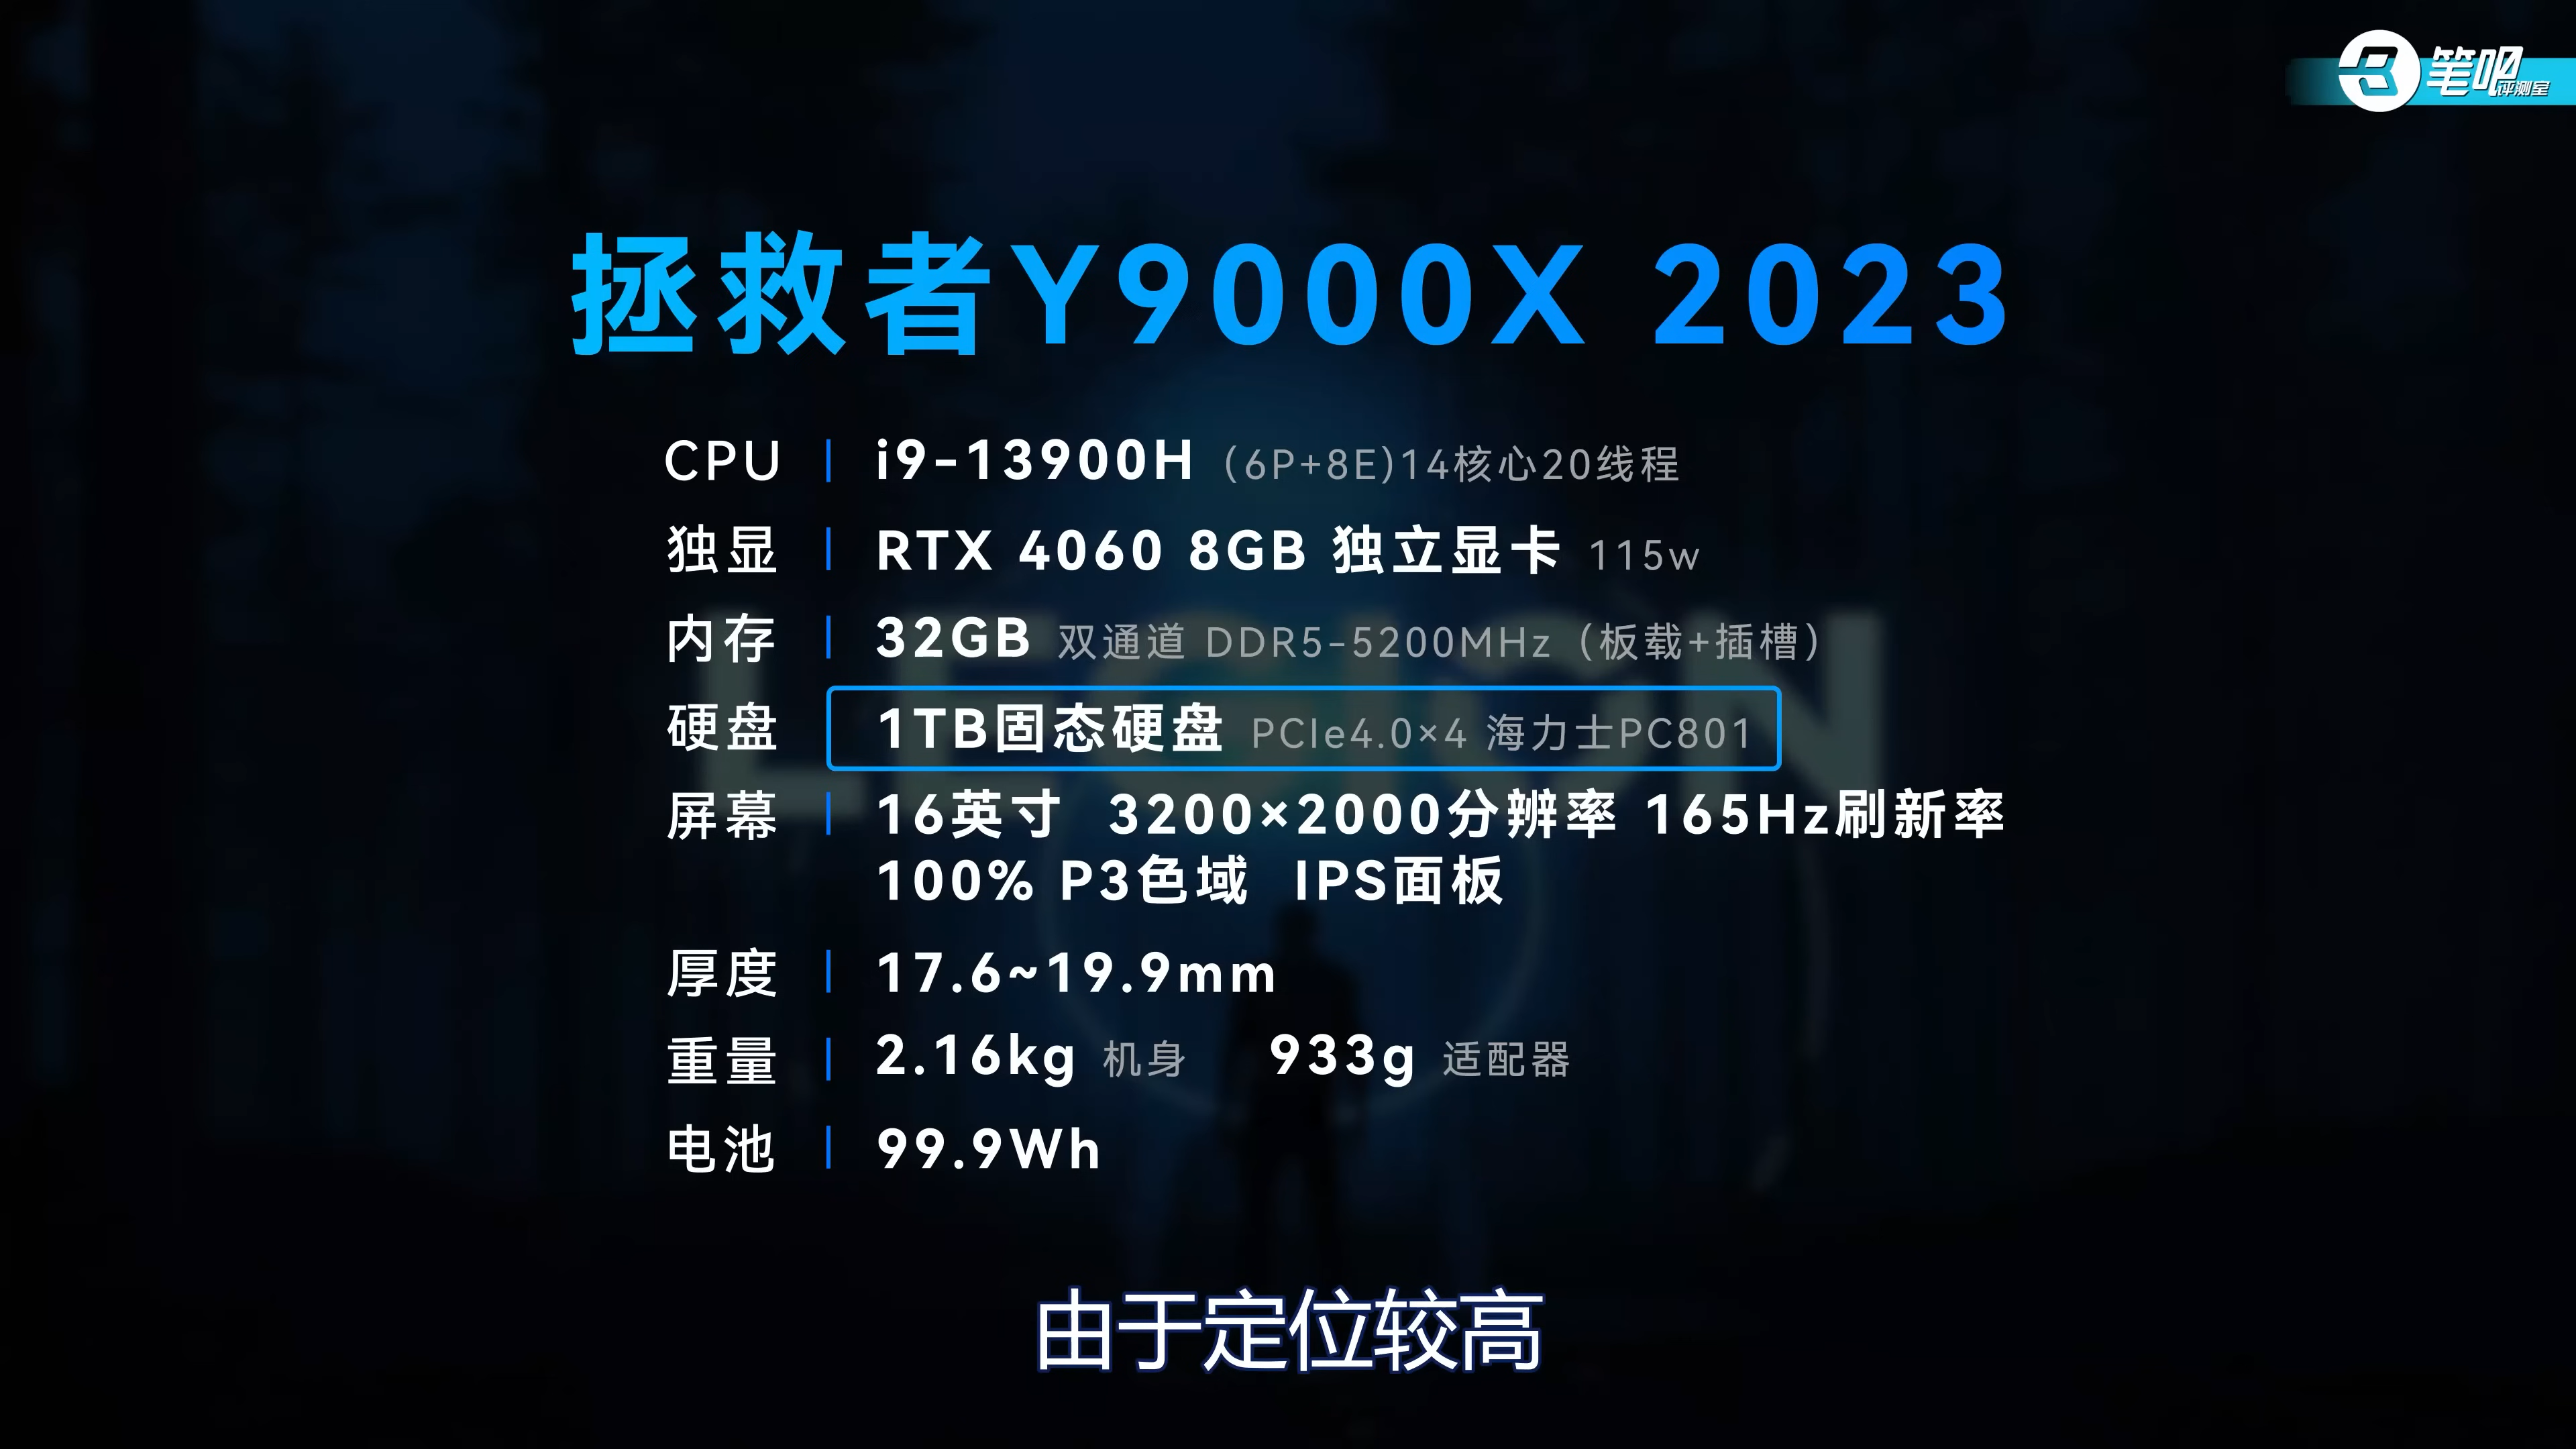 笔吧评测室
拯救者Y9000X 2023
CPU | i9-13900H (6P+8E)14核心20线程
独显 | RTX 4060 8GB 独立显卡 115w
内存 | 32GB 双通道 DDR5-5200MHz（板载+插槽）
硬盘 1TB固态硬盘 PCIe4.0×4 海力士PC801
屏幕 | 16英寸 3200×2000分辨率 165Hz刷新率
100% P3色域 IPS面板
厚度 | 17.6~19.9mm
重量 | 2.16kg 机身 933g 适配器
电池 | 99.9Wh
LEGION
由于定位较高